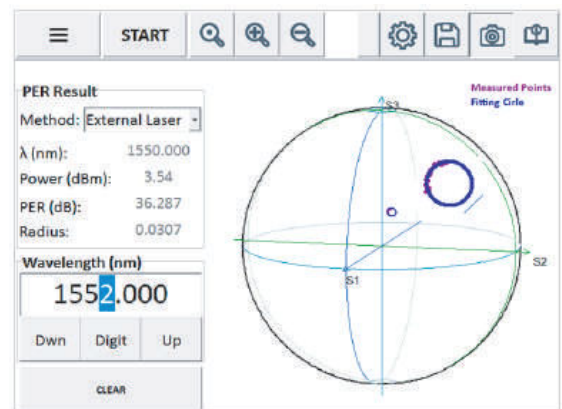 START
PER Result
Method: External Laser
λ (nm): 1550.000
Power (dBm): 3.54
PER (dB): 36.287
Radius: 0.0307
Wavelength (nm)
1552.000
Dwn Digit Up
CLEAR
Measured Points
Fitting Cirle
S3
S2
S1